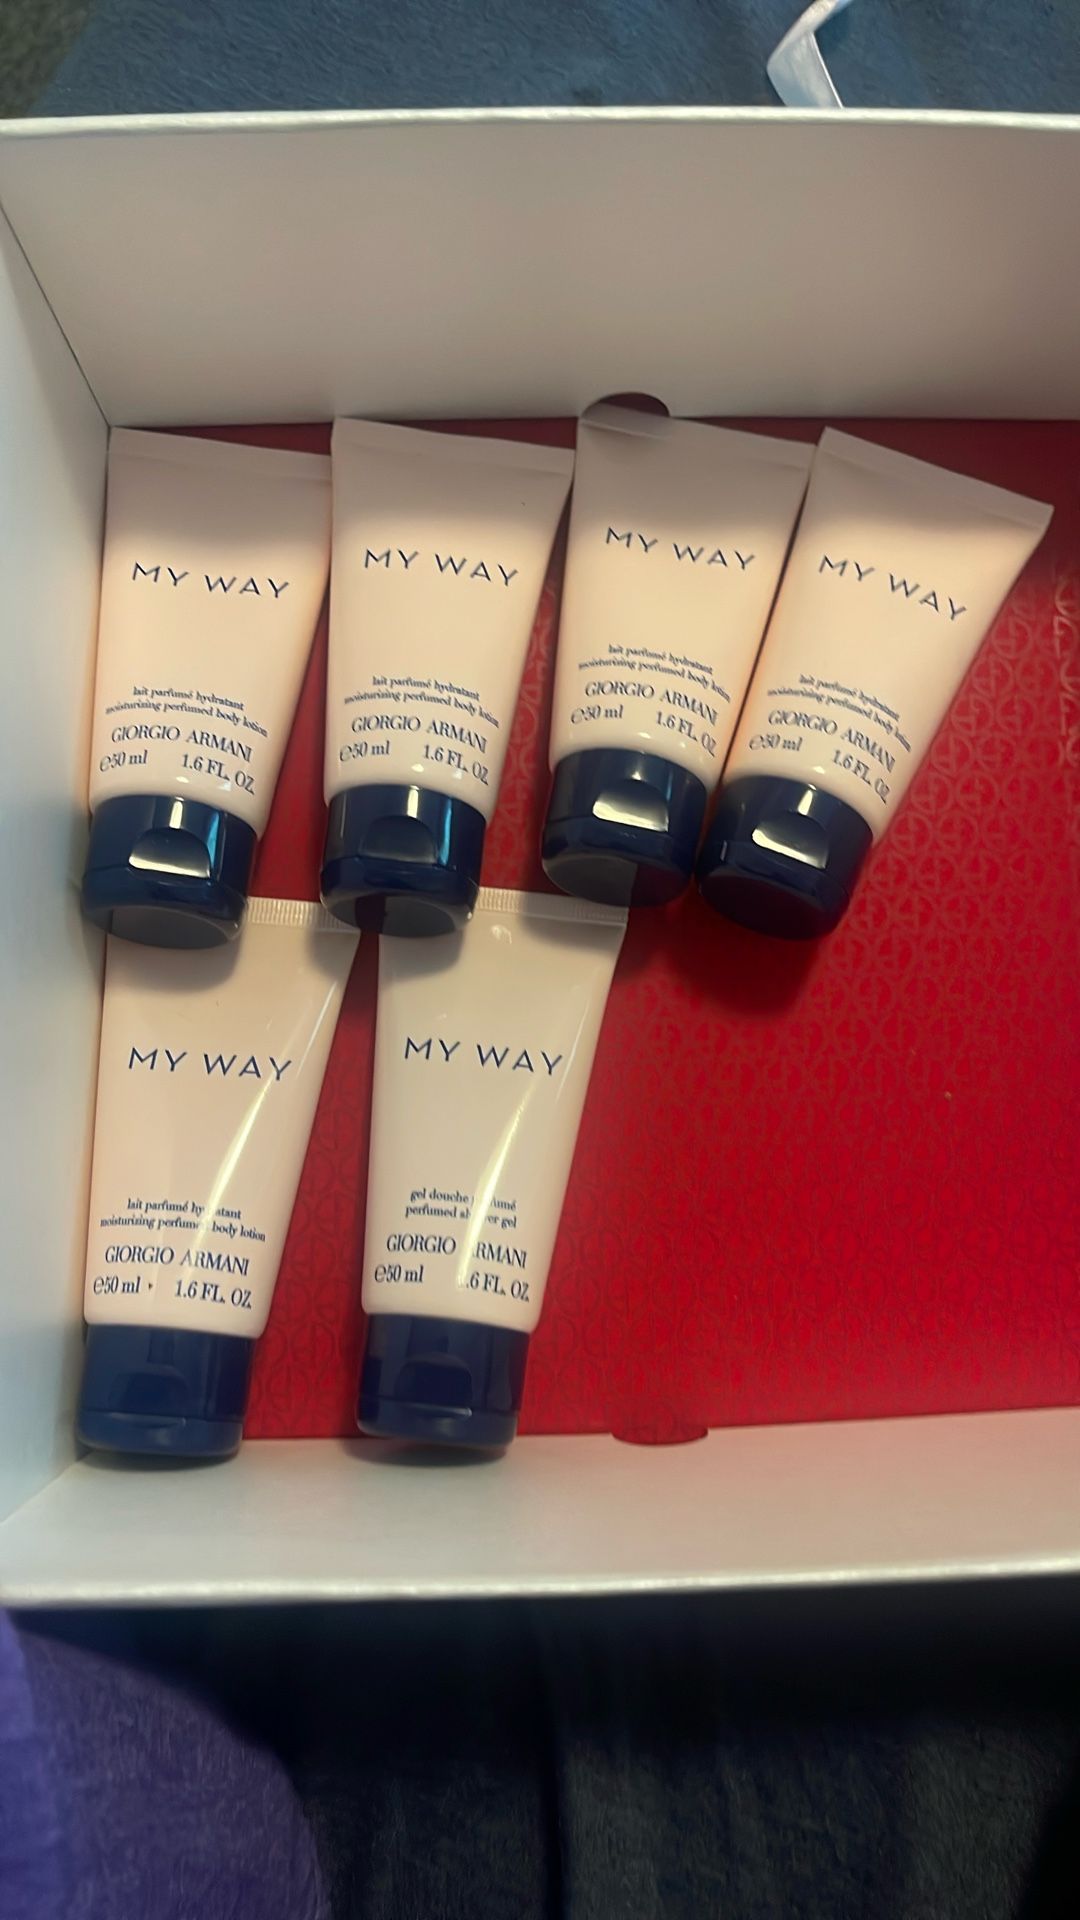 MY WAY
lait parfumé hydratant
moisturizing perfumed body lotion
GIORGIO ARMANI
℮50 ml 1.6 FL. OZ.
MY WAY
lait parfumé hydratant
moisturizing perfumed body lotion
GIORGIO ARMANI
℮50 ml 1.6 FL. OZ.
MY WAY
lait parfumé hydratant
moisturizing perfumed body lotion
GIORGIO ARMANI
℮50 ml 1.6 FL. OZ.
MY WAY
lait parfumé hydratant
moisturizing perfumed body lotion
GIORGIO ARMANI
℮50 ml 1.6 FL. OZ.
MY WAY
lait parfumé hydratant
moisturizing perfumed body lotion
GIORGIO ARMANI
℮50 ml 1.6 FL. OZ.
MY WAY
gel douche parfumé
perfumed shower gel
GIORGIO ARMANI
℮50 ml 1.6 FL. OZ.